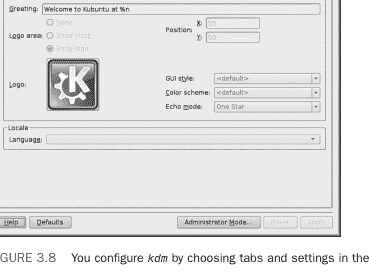 Greeting: Welcome to Kubuntu at %n
None
Logo area: Show clock
Show logo
Position:
X: 50
Y: 50
Logo:
GUI style: <default>
Color scheme: <default>
Echo mode: One Star
Locale
Language:
Help Defaults Administrator Mode... Reset Apply
GURE 3.8 You configure kdm by choosing tabs and settings in the